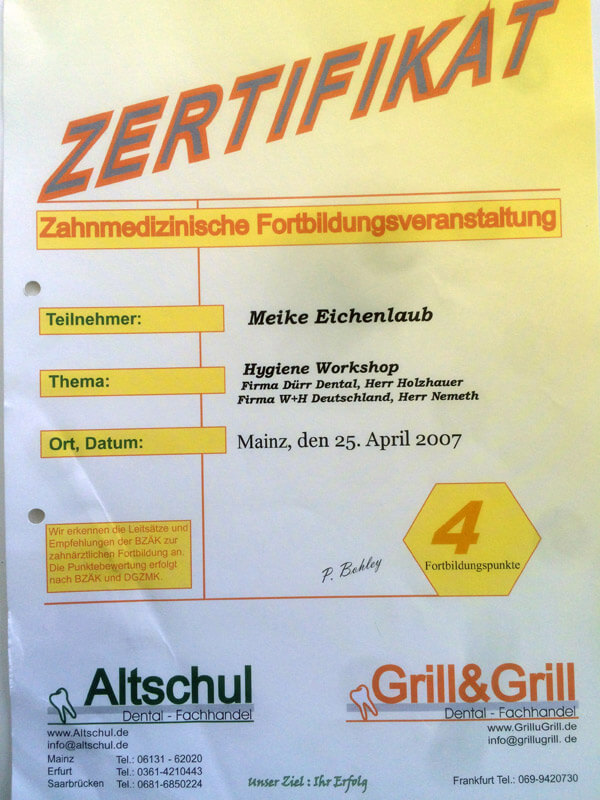 ZERTIFIKAT
Zahnmedizinische Fortbildungsveranstaltung
Teilnehmer: Meike Eichenlaub
Thema: Hygiene Workshop
Firma Dürr Dental, Herr Holzhauer
Firma W+H Deutschland, Herr Nemeth
Ort, Datum: Mainz, den 25. April 2007
Wir erkennen die Leitsätze und
Empfehlungen der BZÄK zur
zahnärztlichen Fortbildung an.
Die Punktebewertung erfolgt
nach BZÄK und DGZMK.
P. Bohley
4
Fortbildungspunkte
Altschul
Dental - Fachhandel
www.Altschul.de
info@altschul.de
Mainz Tel.: 06131 - 62020
Erfurt Tel.: 0361-4210443
Saarbrücken Tel.: 0681-6850224
Unser Ziel : Ihr Erfolg
Grill&Grill
Dental - Fachhandel
www.GrilluGrill.de
info@grillugrill. de
Frankfurt Tel.: 069-9420730